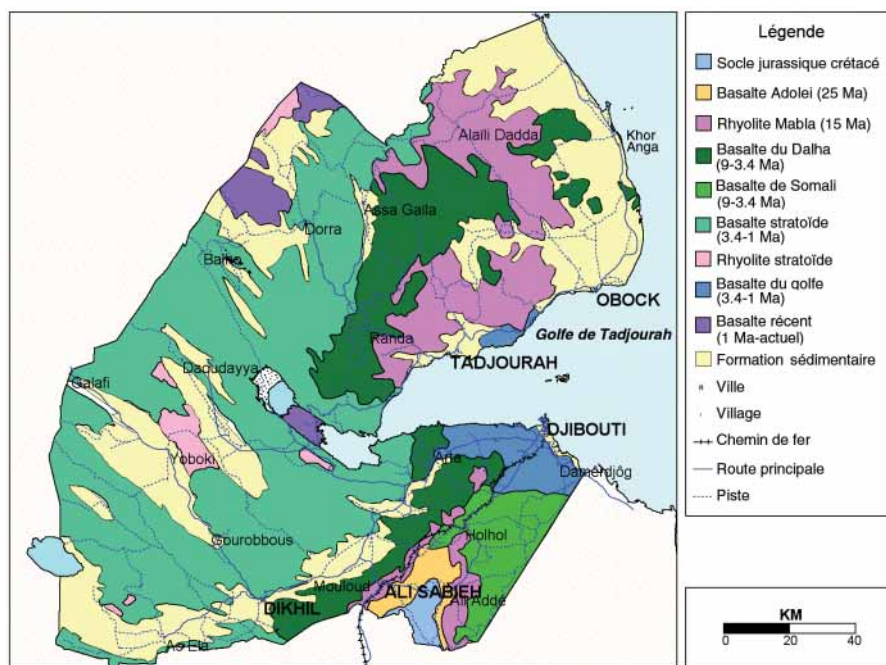 Alaïli Dadda
Khor
Anga
Assa Gaila
Dorra
Balho
OBOCK
Golfe de Tadjourah
Randa
TADJOURAH
Galafi
Daoudayya
DJIBOUTI
Arta
Damerdjôg
Yoboki
Holhol
Gourobbous
Mouloud
ALI SABIEH
Ali Addé
DIKHIL
As Ela
Légende
Socle jurassique crétacé
Basalte Adolei (25 Ma)
Rhyolite Mabla (15 Ma)
Basalte du Dalha
(9-3.4 Ma)
Basalte de Somali
(9-3.4 Ma)
Basalte stratoïde
(3.4-1 Ma)
Rhyolite stratoïde
Basalte du golfe
(3.4-1 Ma)
Basalte récent
(1 Ma-actuel)
Formation sédimentaire
Ville
Village
Chemin de fer
Route principale
Piste
KM
0 20 40